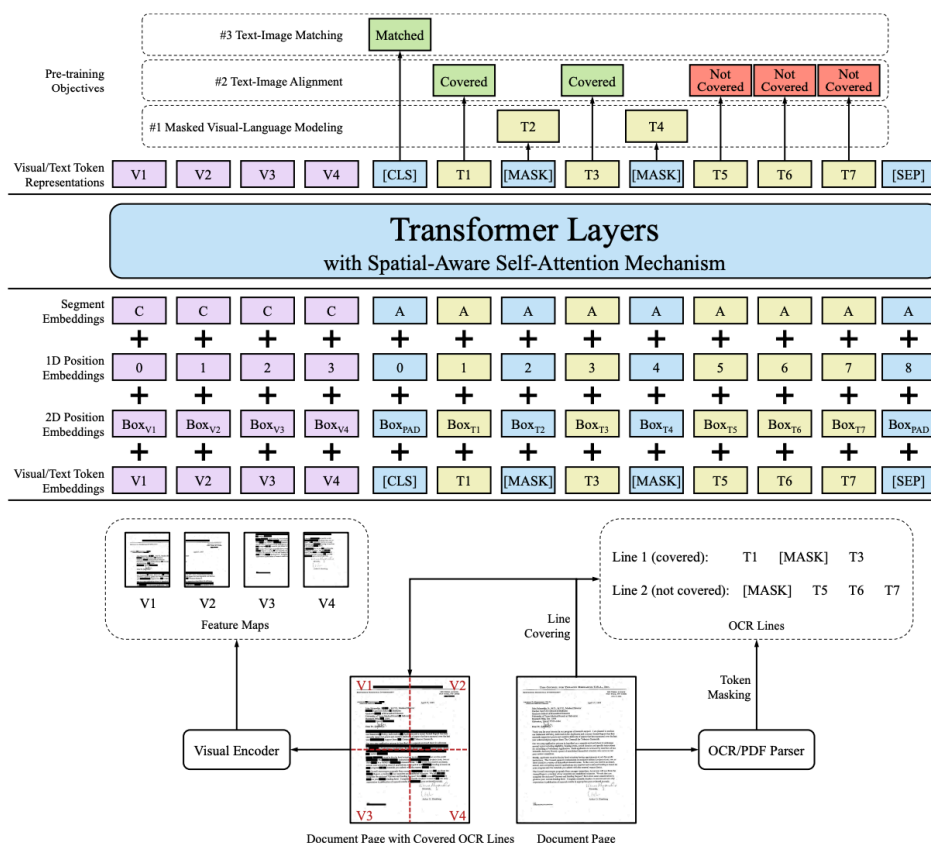 #3 Text-Image Matching Matched
Pre-training Objectives
#2 Text-Image Alignment Covered Covered Not Covered Not Covered Not Covered
#1 Masked Visual-Language Modeling T2 T4
Visual/Text Token Representations V1 V2 V3 V4 [CLS] T1 [MASK] T3 [MASK] T5 T6 T7 [SEP]
Transformer Layers
with Spatial-Aware Self-Attention Mechanism
Segment Embeddings C C C C A A A A A A A A A
+ + + + + + + + + + + + +
1D Position Embeddings 0 1 2 3 0 1 2 3 4 5 6 7 8
+ + + + + + + + + + + + +
2D Position Embeddings BoxV1 BoxV2 BoxV3 BoxV4 BoxPAD BoxT1 BoxT2 BoxT3 BoxT4 BoxT5 BoxT6 BoxT7 BoxPAD
+ + + + + + + + + + + + +
Visual/Text Token Embeddings V1 V2 V3 V4 [CLS] T1 [MASK] T3 [MASK] T5 T6 T7 [SEP]
V1 V2 V3 V4
Feature Maps
Line 1 (covered): T1 [MASK] T3
Line 2 (not covered): [MASK] T5 T6 T7
OCR Lines
Line Covering
Token Masking
V1 V2
V3 V4
Visual Encoder
OCR/PDF Parser
Document Page with Covered OCR Lines
Document Page